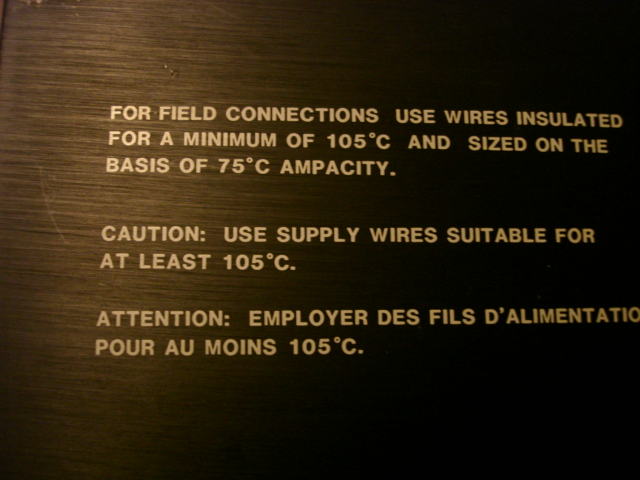 FOR FIELD CONNECTIONS USE WIRES INSULATED
FOR A MINIMUM OF 105°C AND SIZED ON THE
BASIS OF 75°C AMPACITY.
CAUTION: USE SUPPLY WIRES SUITABLE FOR
AT LEAST 105°C.
ATTENTION: EMPLOYER DES FILS D'ALIMENTATIO
POUR AU MOINS 105°C.